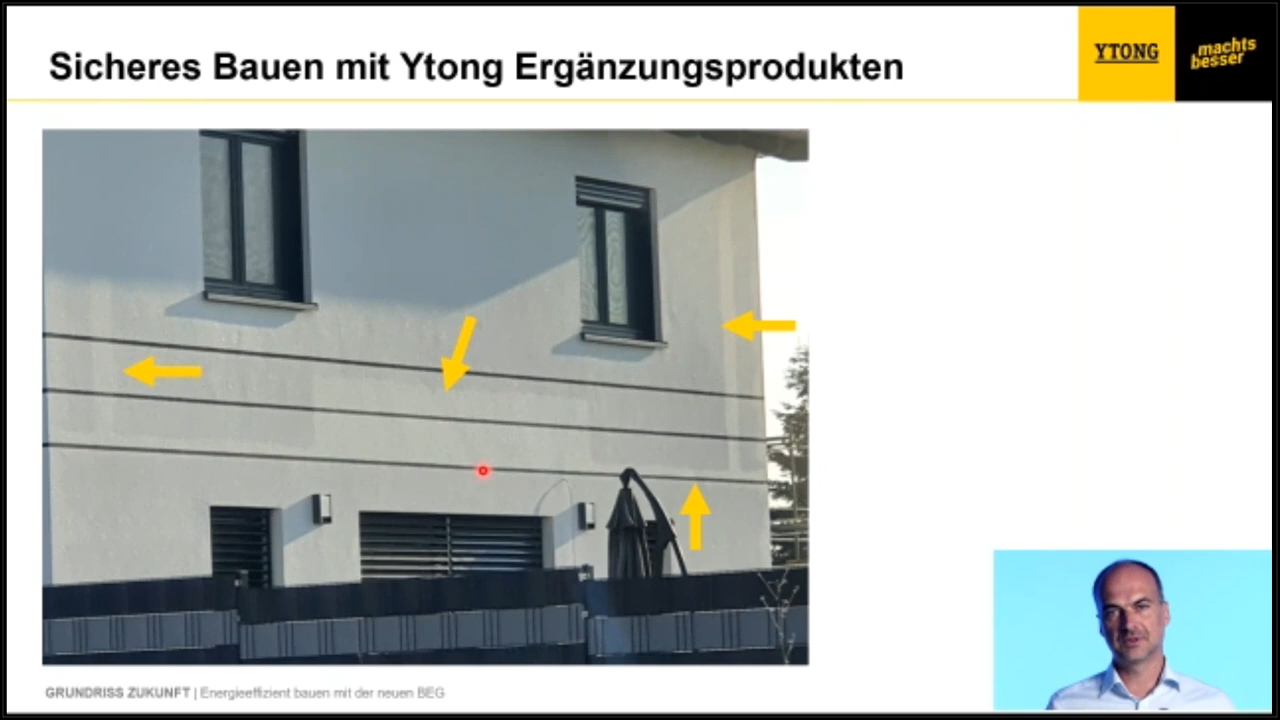 Sicheres Bauen mit Ytong Ergänzungsprodukten
YTONG
machts
besser
GRUNDRISS ZUKUNFT | Energieeffizient bauen mit der neuen BEG